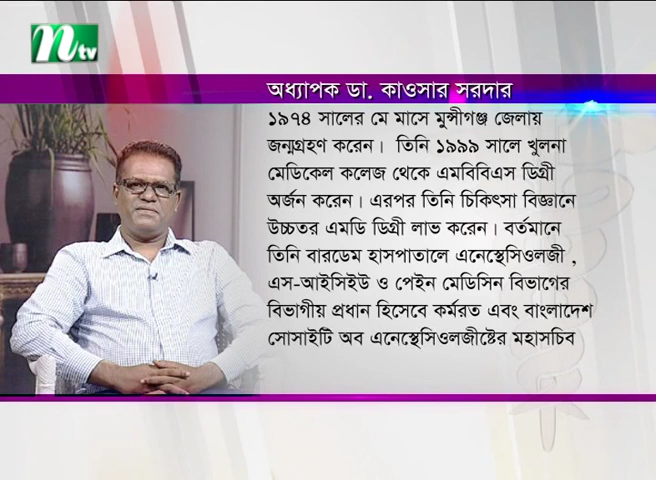 ntv
অধ্যাপক ডা. কাওসার সরদার
১৯৭৪ সালের মে মাসে মুন্সীগঞ্জ জেলায়
জন্মগ্রহণ করেন। তিনি ১৯৯৯ সালে খুলনা
মেডিকেল কলেজ থেকে এমবিবিএস ডিগ্রী
অর্জন করেন। এরপর তিনি চিকিৎসা বিজ্ঞানে
উচ্চতর এমডি ডিগ্রী লাভ করেন। বর্তমানে
তিনি বারডেম হাসপাতালে এনেস্থেসিওলজী ,
এস-আইসিইউ ও পেইন মেডিসিন বিভাগের
বিভাগীয় প্রধান হিসেবে কর্মরত এবং বাংলাদেশ
সোসাইটি অব এনেস্থেসিওলজীষ্টের মহাসচিব